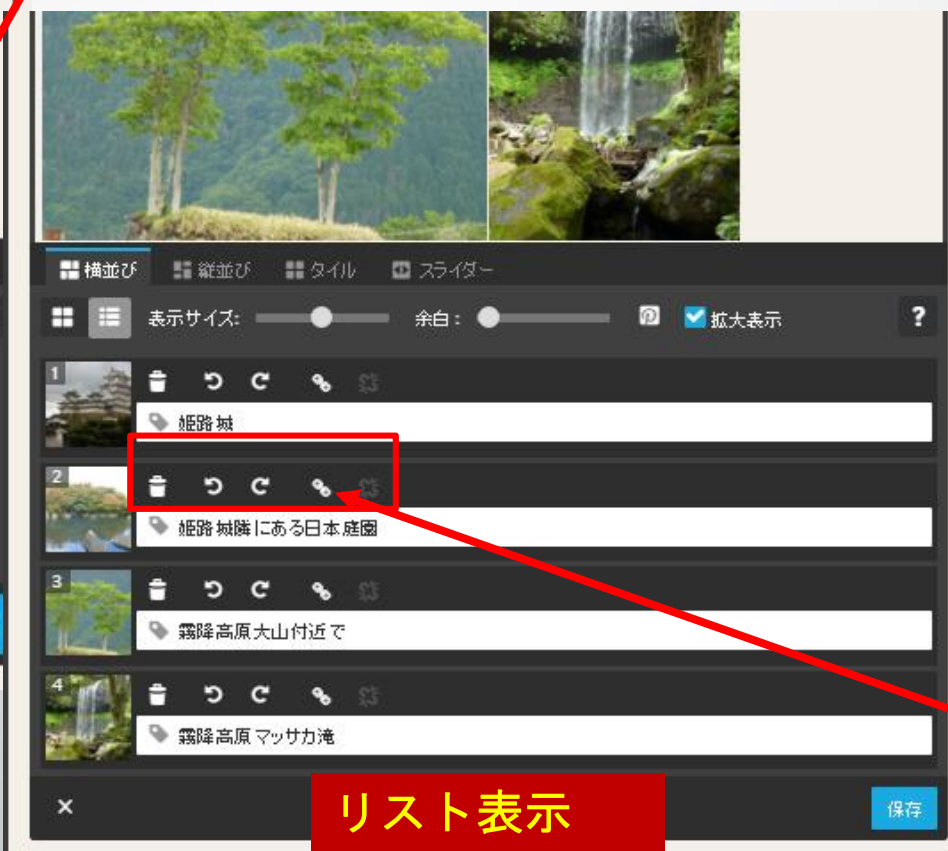 横並び 縦並び タイル スライダー
表示サイズ: 余白: 拡大表示 ?
1
姫路城
2
姫路城隣にある日本庭園
3
霧降高原大山付近で
4
霧降高原マッサカ滝
× リスト表示 保存